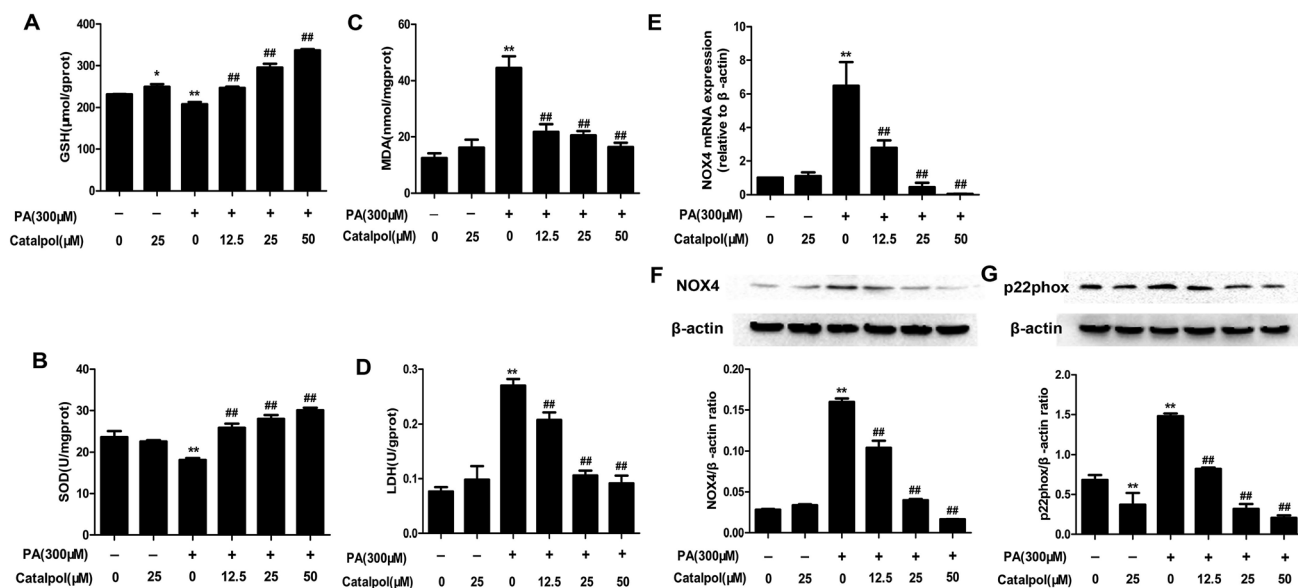 A
GSH(μmol/gprot)
400
300
200
100
0
*
**
##
##
##
PA(300μM) – – + + + +
Catalpol(μM) 0 25 0 12.5 25 50
C
MDA(nmol/mgprot)
60
40
20
0
**
##
##
##
PA(300μM) – – + + + +
Catalpol(μM) 0 25 0 12.5 25 50
E
NOX4 mRNA expression
(relative to β -actin)
10
8
6
4
2
0
**
##
##
##
PA(300μM) – – + + + +
Catalpol(μM) 0 25 0 12.5 25 50
B
SOD(U/mgprot)
40
30
20
10
0
**
##
##
##
PA(300μM) – – + + + +
Catalpol(μM) 0 25 0 12.5 25 50
D
LDH(U/gprot)
0.3
0.2
0.1
0.0
**
##
##
##
PA(300μM) – – + + + +
Catalpol(μM) 0 25 0 12.5 25 50
F
NOX4
β-actin
NOX4/β -actin ratio
0.20
0.15
0.10
0.05
0.00
**
##
##
##
PA(300μM) – – + + + +
Catalpol(μM) 0 25 0 12.5 25 50
G
p22phox
β-actin
p22phox/β -actin ratio
2.0
1.5
1.0
0.5
0.0
**
**
##
##
##
PA(300μM) – – + + + +
Catalpol(μM) 0 25 0 12.5 25 50